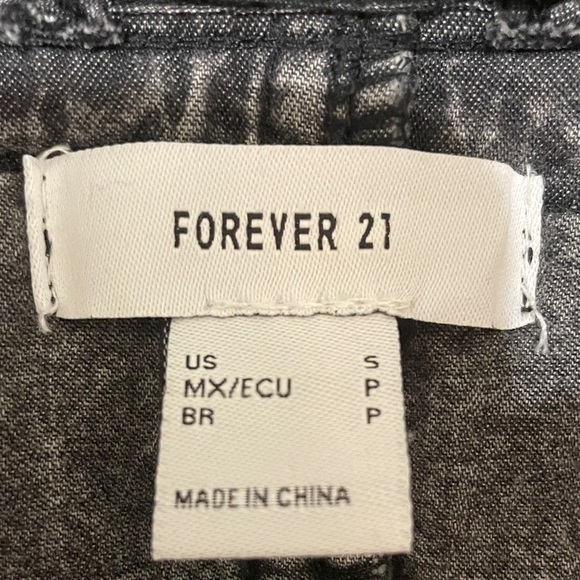 FOREVER 21
US S
MX/ECU P
BR P
MADE IN CHINA